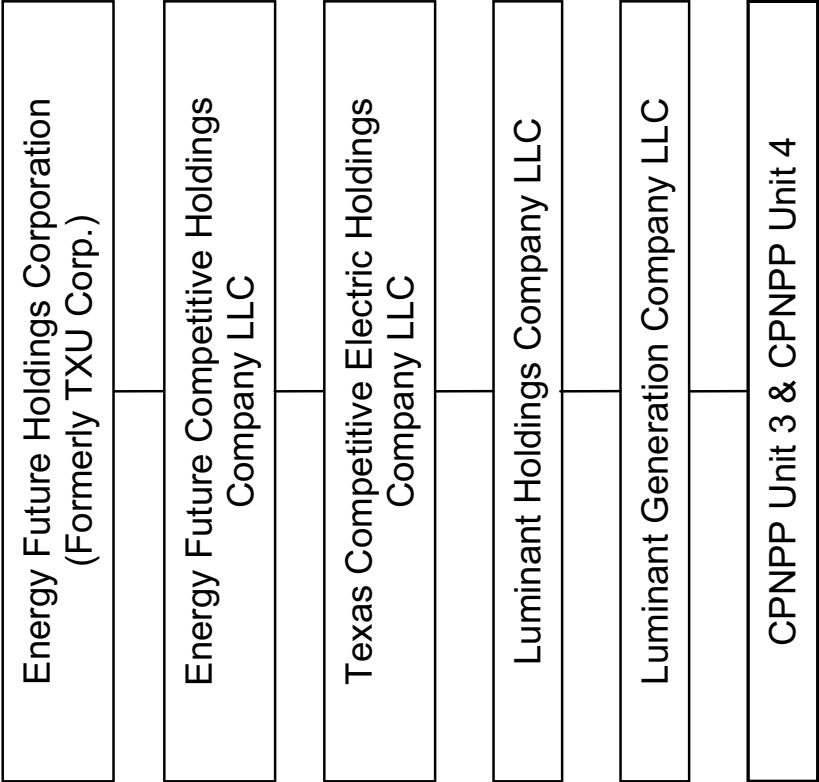 Energy Future Holdings Corporation
(Formerly TXU Corp.)
Energy Future Competitive Holdings
Company LLC
Texas Competitive Electric Holdings
Company LLC
Luminant Holdings Company LLC
Luminant Generation Company LLC
CPNPP Unit 3 & CPNPP Unit 4